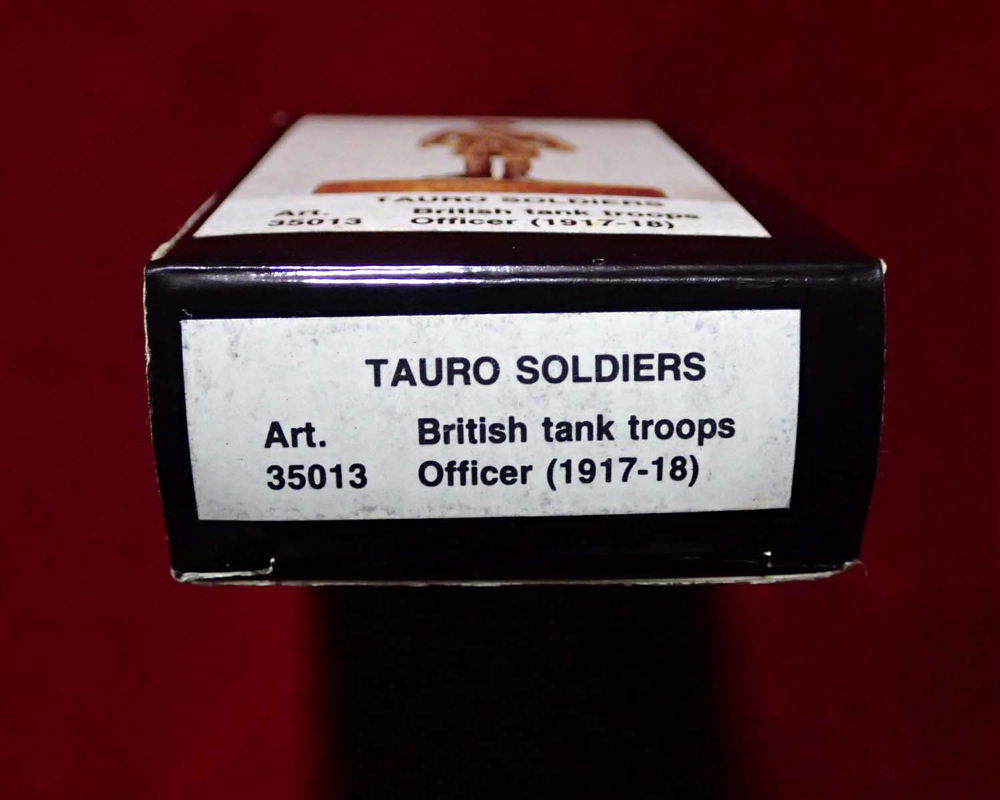 TAURO SOLDIERS
Art. British tank troops
35013 Officer (1917-18)
TAURO SOLDIERS
Art. British tank troops
35013 Officer (1917-18)